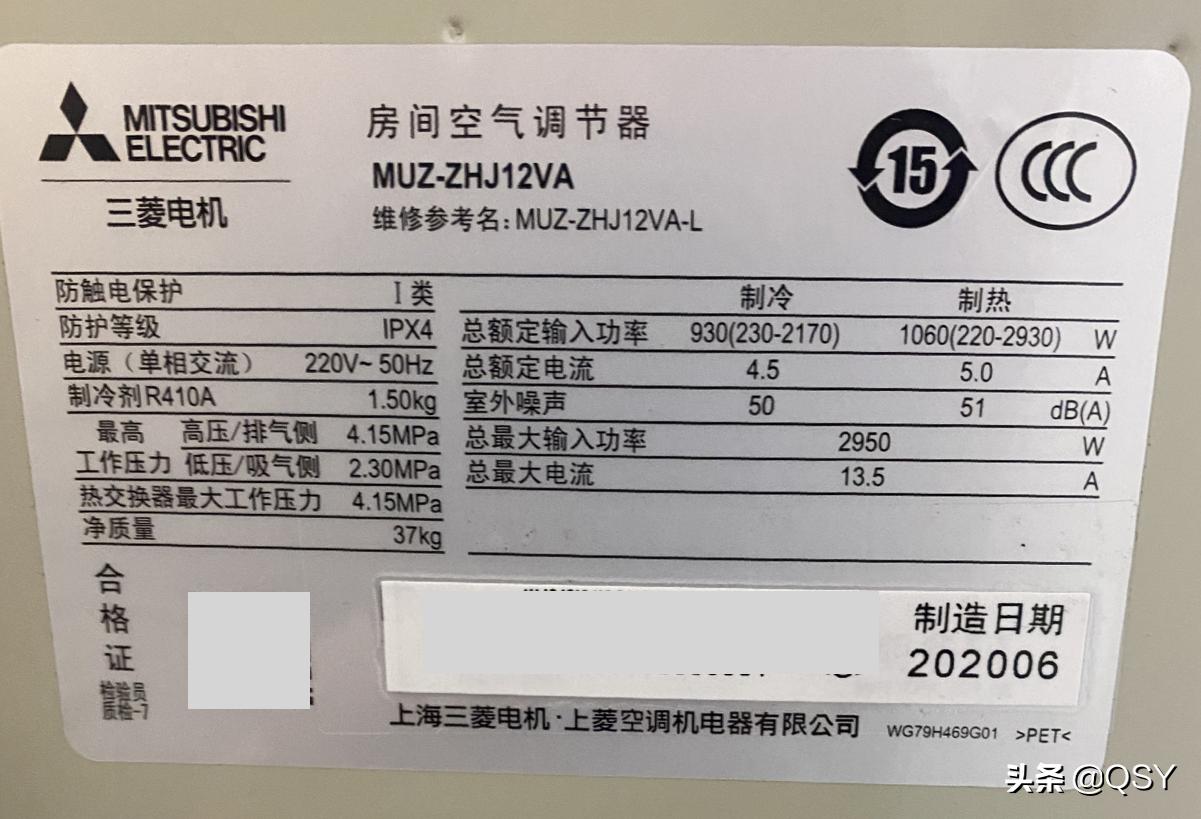 MITSUBISHI
ELECTRIC
三菱电机
房间空气调节器
MUZ-ZHJ12VA
维修参考名:MUZ-ZHJ12VA-L
15
CCC
防触电保护 I 类
防护等级 IPX4
电源（单相交流） 220V~ 50Hz
制冷剂R410A 1.50kg
最高 高压/排气侧 4.15MPa
工作压力 低压/吸气侧 2.30MPa
热交换器最大工作压力 4.15MPa
净质量 37kg
制冷 制热
总额定输入功率 930(230-2170) 1060(220-2930) W
总额定电流 4.5 5.0 A
室外噪声 50 51 dB(A)
总最大输入功率 2950 W
总最大电流 13.5 A
合格证
检验员
质检-7
制造日期
202006
上海三菱电机·上菱空调机电器有限公司 WG79H469G01 >PET<
头条 @QSY